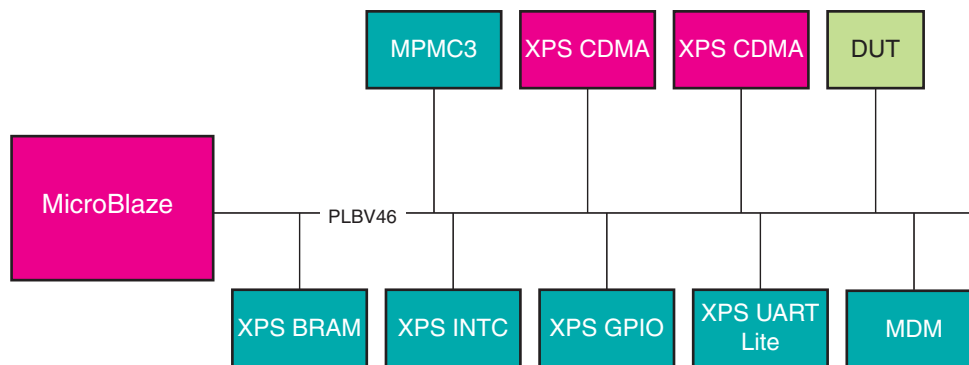 MPMC3
XPS CDMA
XPS CDMA
DUT
MicroBlaze
PLBV46
XPS BRAM
XPS INTC
XPS GPIO
XPS UART
Lite
MDM